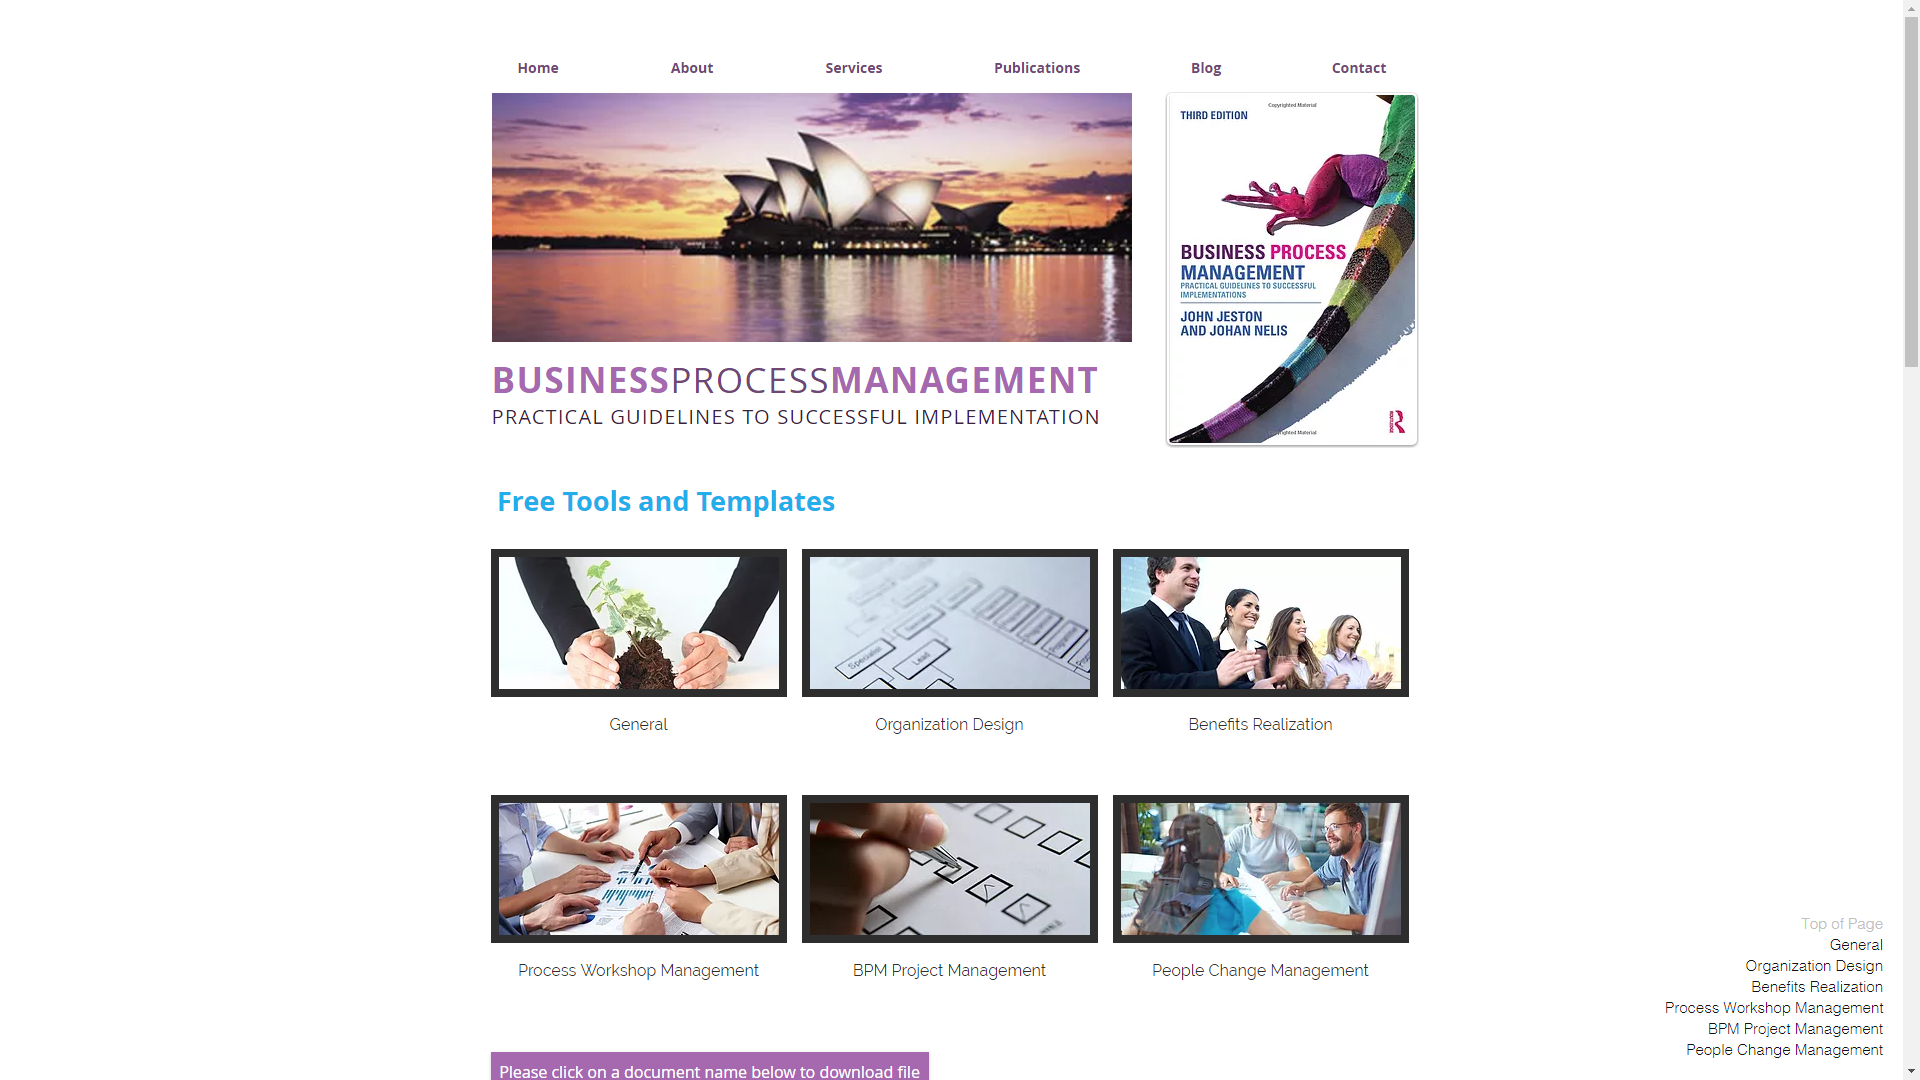 Home About Services Publications Blog Contact
Copyrighted Material
THIRD EDITION
BUSINESS PROCESS
MANAGEMENT
PRACTICAL GUIDELINES TO SUCCESSFUL
IMPLEMENTATIONS
JOHN JESTON
AND JOHAN NELIS
Copyrighted Material
R
BUSINESSPROCESSMANAGEMENT
PRACTICAL GUIDELINES TO SUCCESSFUL IMPLEMENTATION
Free Tools and Templates
Specialist
Lead
General
Organization Design
Benefits Realization
Process Workshop Management
BPM Project Management
People Change Management
Top of Page
General
Organization Design
Benefits Realization
Process Workshop Management
BPM Project Management
People Change Management
Please click on a document name below to download file